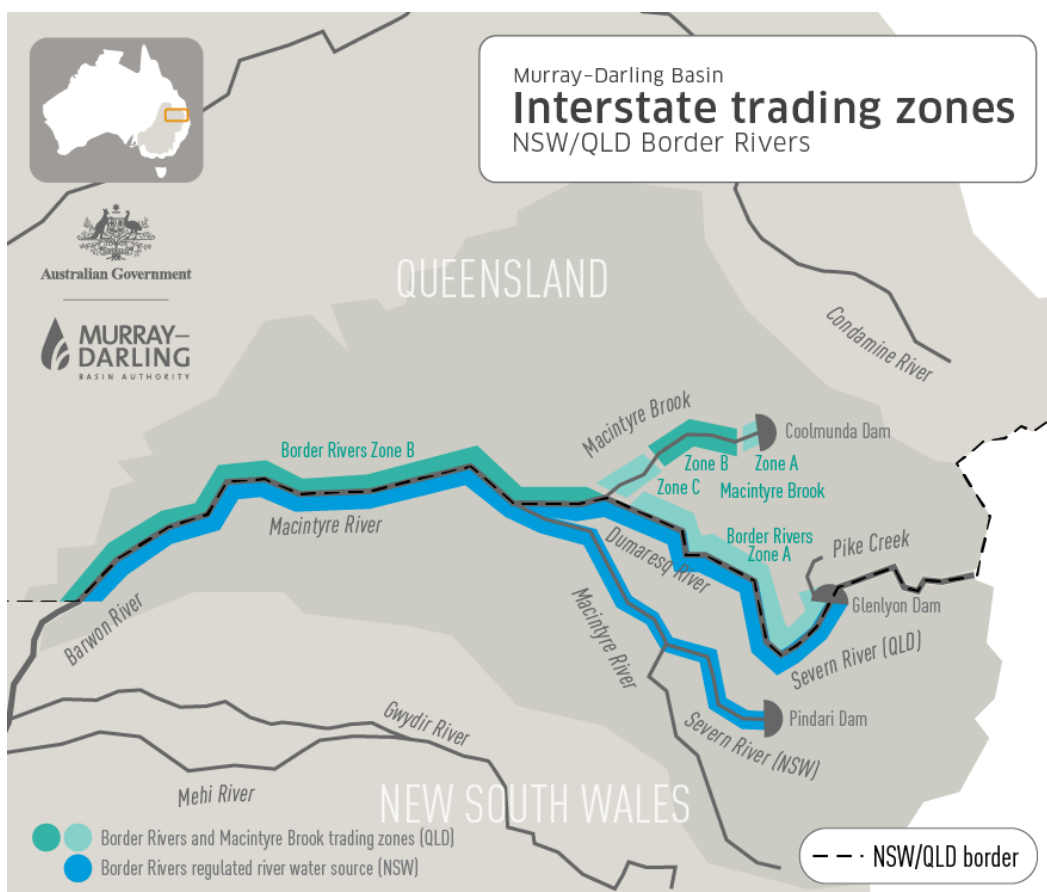 Murray–Darling Basin
Interstate trading zones
NSW/QLD Border Rivers
Australian Government
MURRAY–
DARLING
BASIN AUTHORITY
QUEENSLAND
Condamine River
Macintyre Brook
Coolmunda Dam
Border Rivers Zone B
Zone B
Zone A
Zone C
Macintyre Brook
Macintyre River
Dumaresq River
Border Rivers
Zone A
Pike Creek
Glenlyon Dam
Barwon River
Macintyre River
Severn River (QLD)
Pindari Dam
Severn River (NSW)
Gwydir River
Mehi River
NEW SOUTH WALES
Border Rivers and Macintyre Brook trading zones (QLD)
Border Rivers regulated river water source (NSW)
NSW/QLD border